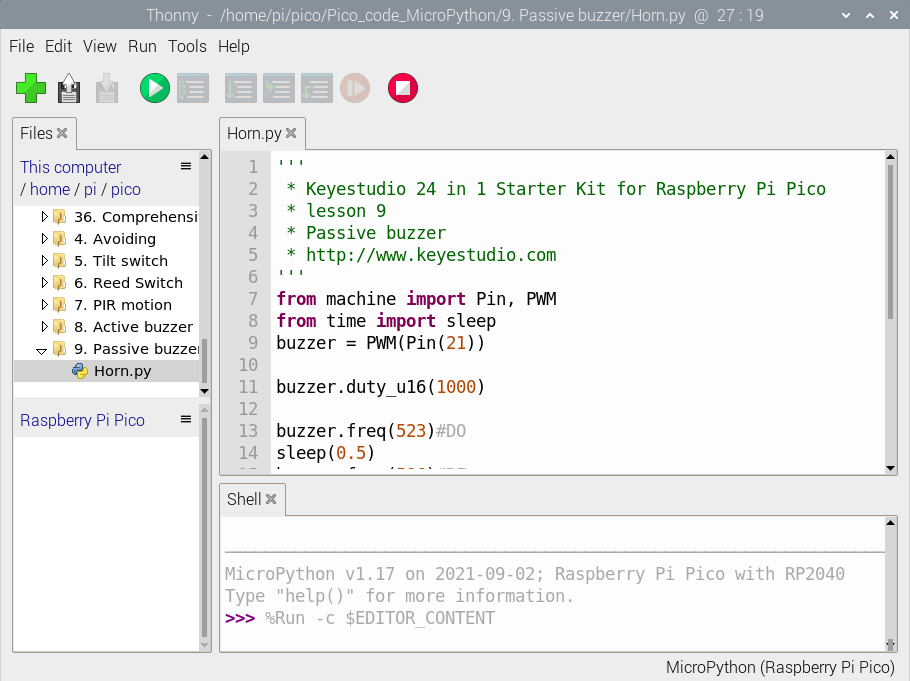 Thonny - /home/pi/pico/Pico_code_MicroPython/9. Passive buzzer/Horn.py @ 27 : 19
File Edit View Run Tools Help
Files
This computer
/ home / pi / pico
36. Comprehensi
4. Avoiding
5. Tilt switch
6. Reed Switch
7. PIR motion
8. Active buzzer
9. Passive buzze
Horn.py
Raspberry Pi Pico
Horn.py
1 '''
2 * Keyestudio 24 in 1 Starter Kit for Raspberry Pi Pico
3 * lesson 9
4 * Passive buzzer
5 * http://www.keyestudio.com
6 '''
7 from machine import Pin, PWM
8 from time import sleep
9 buzzer = PWM(Pin(21))
10
11 buzzer.duty_u16(1000)
12
13 buzzer.freq(523)#DO
14 sleep(0.5)
Shell
MicroPython v1.17 on 2021-09-02; Raspberry Pi Pico with RP2040
Type "help()" for more information.
>>> %Run -c $EDITOR_CONTENT
MicroPython (Raspberry Pi Pico)